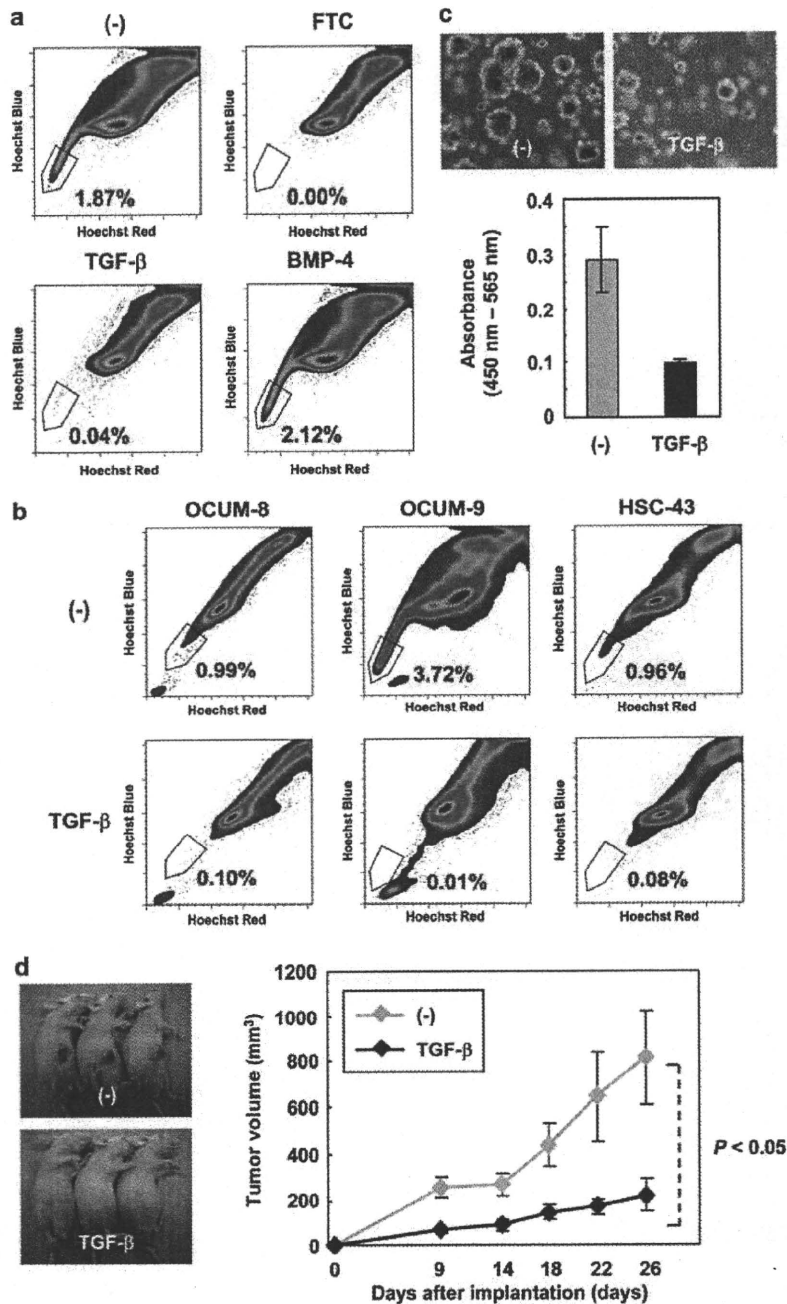 a
(-)
FTC
Hoechst Blue
1.87%
Hoechst Red
Hoechst Blue
0.00%
Hoechst Red
TGF-β
BMP-4
Hoechst Blue
0.04%
Hoechst Red
Hoechst Blue
2.12%
Hoechst Red
c
(-)
TGF-β
Absorbance
(450 nm – 565 nm)
0.4
0.3
0.2
0.1
0
(-)
TGF-β
b
OCUM-8
OCUM-9
HSC-43
(-)
Hoechst Blue
0.99%
Hoechst Red
Hoechst Blue
3.72%
Hoechst Red
Hoechst Blue
0.96%
Hoechst Red
TGF-β
Hoechst Blue
0.10%
Hoechst Red
Hoechst Blue
0.01%
Hoechst Red
Hoechst Blue
0.08%
Hoechst Red
d
(-)
TGF-β
Tumor volume (mm³)
1200
1000
800
600
400
200
0
(-)
TGF-β
P < 0.05
0 9 14 18 22 26
Days after implantation (days)